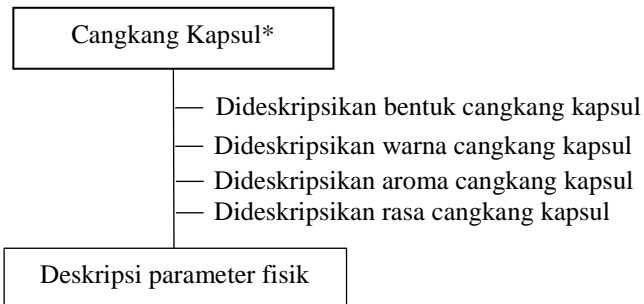 Cangkang Kapsul*
Dideskripsikan bentuk cangkang kapsul
Dideskripsikan warna cangkang kapsul
Dideskripsikan aroma cangkang kapsul
Dideskripsikan rasa cangkang kapsul
Deskripsi parameter fisik